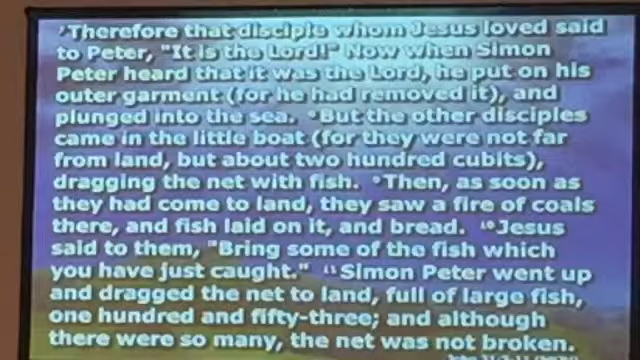 ⁷Therefore that disciple whom Jesus loved said
to Peter, "It is the Lord!" Now when Simon
Peter heard that it was the Lord, he put on his
outer garment (for he had removed it), and
plunged into the sea. ⁸But the other disciples
came in the little boat (for they were not far
from land, but about two hundred cubits),
dragging the net with fish. ⁹Then, as soon as
they had come to land, they saw a fire of coals
there, and fish laid on it, and bread. ¹⁰Jesus
said to them, "Bring some of the fish which
you have just caught." ¹¹Simon Peter went up
and dragged the net to land, full of large fish,
one hundred and fifty-three; and although
there were so many, the net was not broken.